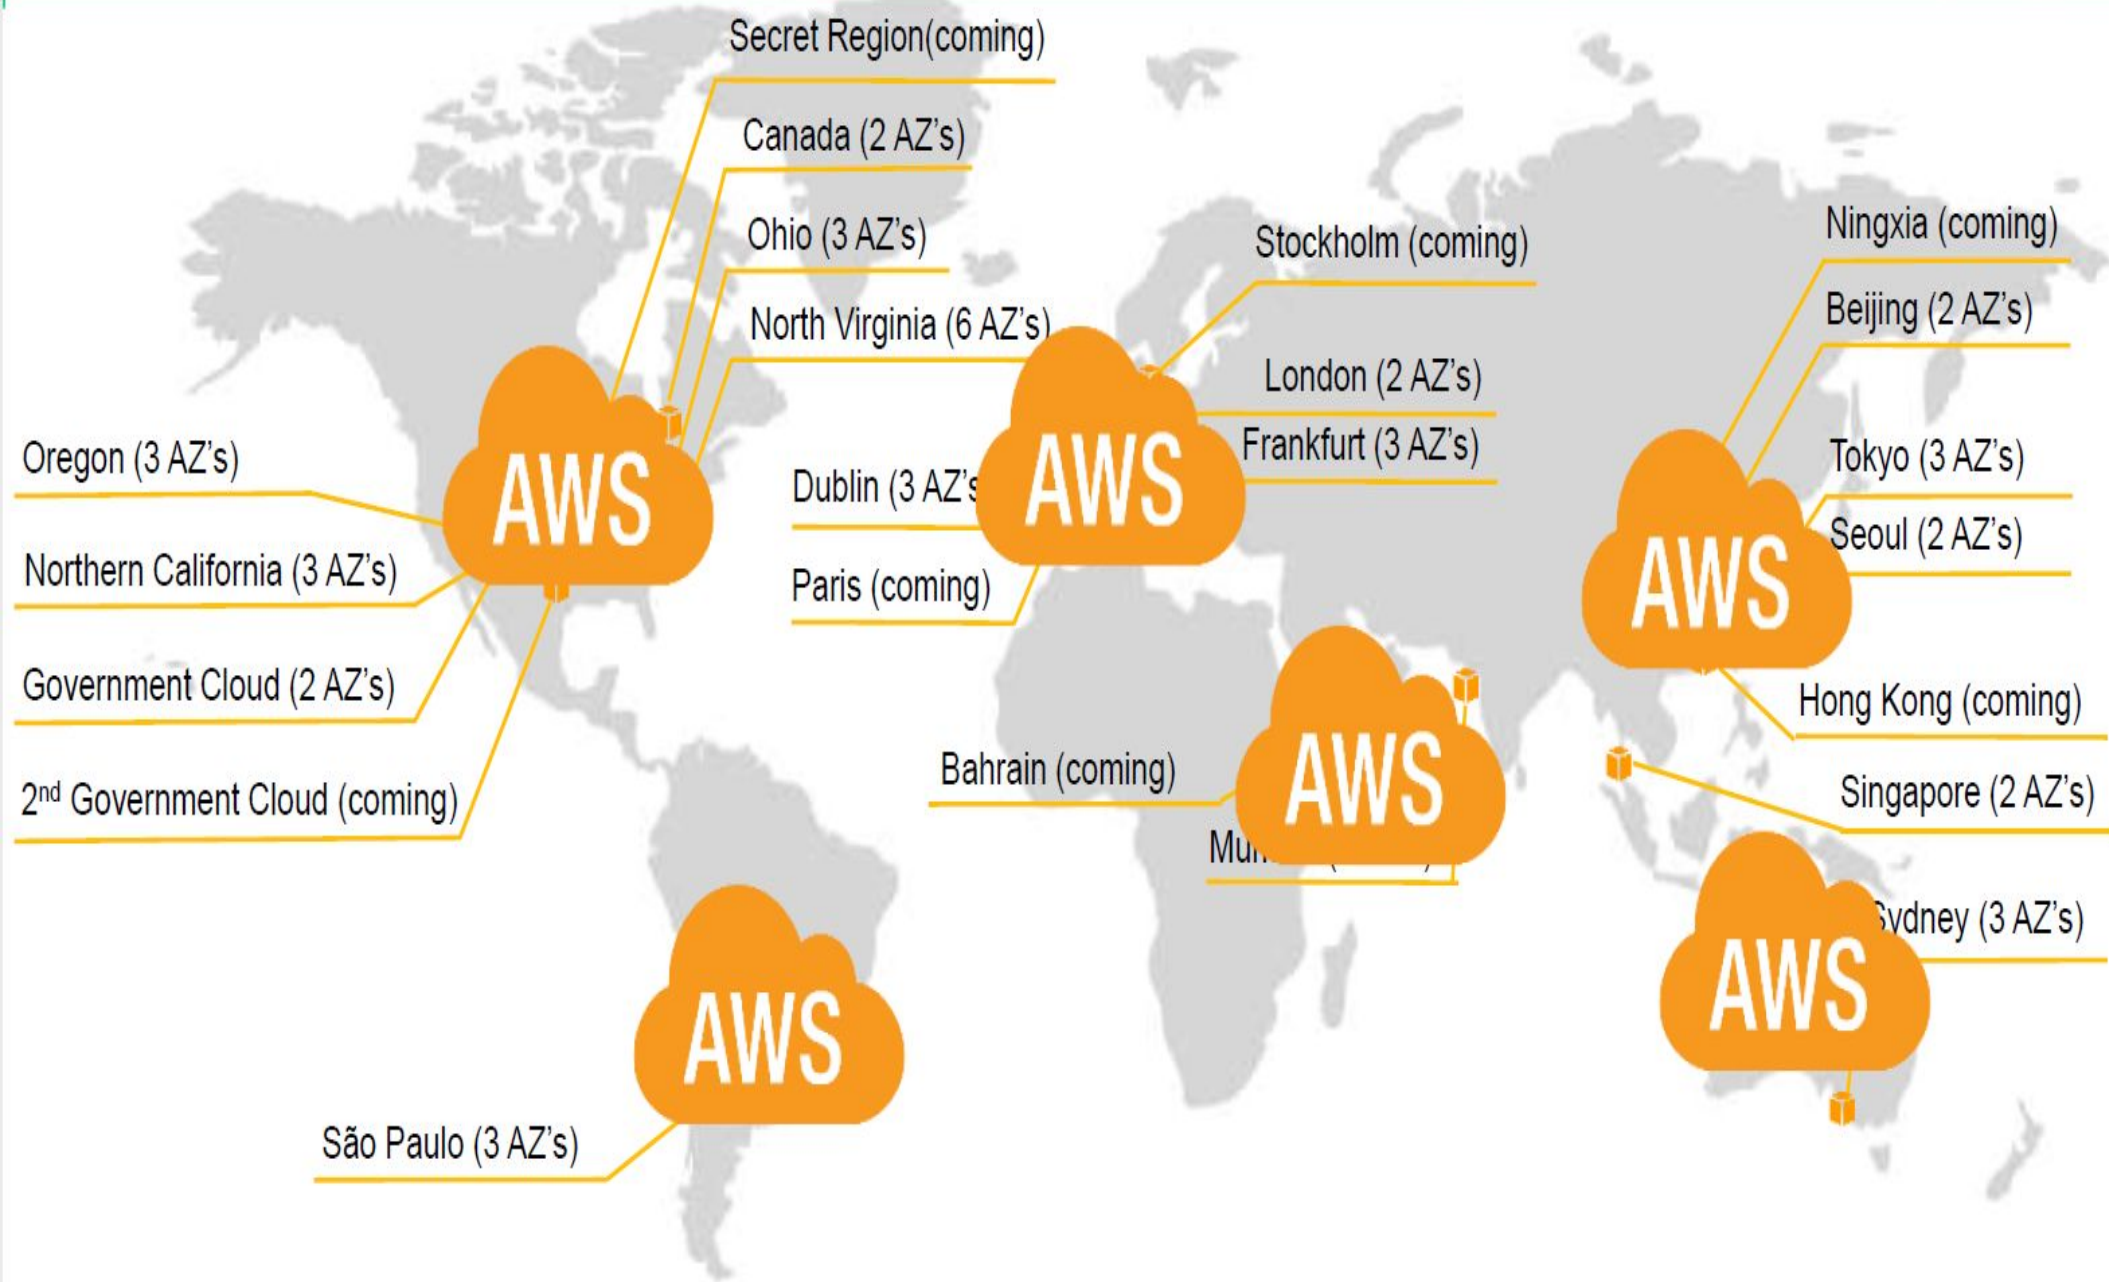 Secret Region(coming)
Canada (2 AZ's)
Ohio (3 AZ's)
North Virginia (6 AZ's)
Oregon (3 AZ's)
Northern California (3 AZ's)
Government Cloud (2 AZ's)
2nd Government Cloud (coming)
AWS
São Paulo (3 AZ's)
AWS
Stockholm (coming)
London (2 AZ's)
Frankfurt (3 AZ's)
Dublin (3 AZ's
Paris (coming)
AWS
Bahrain (coming)
AWS
Ningxia (coming)
Beijing (2 AZ's)
Tokyo (3 AZ's)
Seoul (2 AZ's)
AWS
Hong Kong (coming)
Singapore (2 AZ's)
Sydney (3 AZ's)
AWS